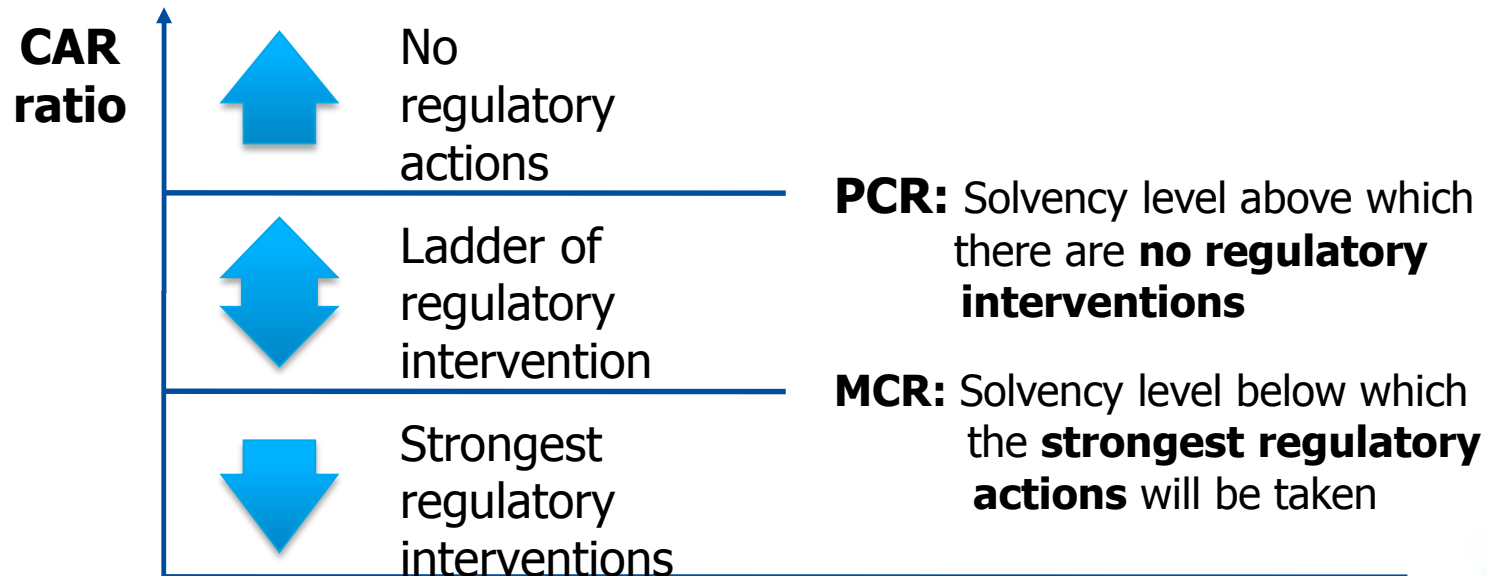 CAR
ratio
No
regulatory
actions
PCR: Solvency level above which
there are no regulatory
interventions
Ladder of
regulatory
intervention
MCR: Solvency level below which
the strongest regulatory
actions will be taken
Strongest
regulatory
interventions